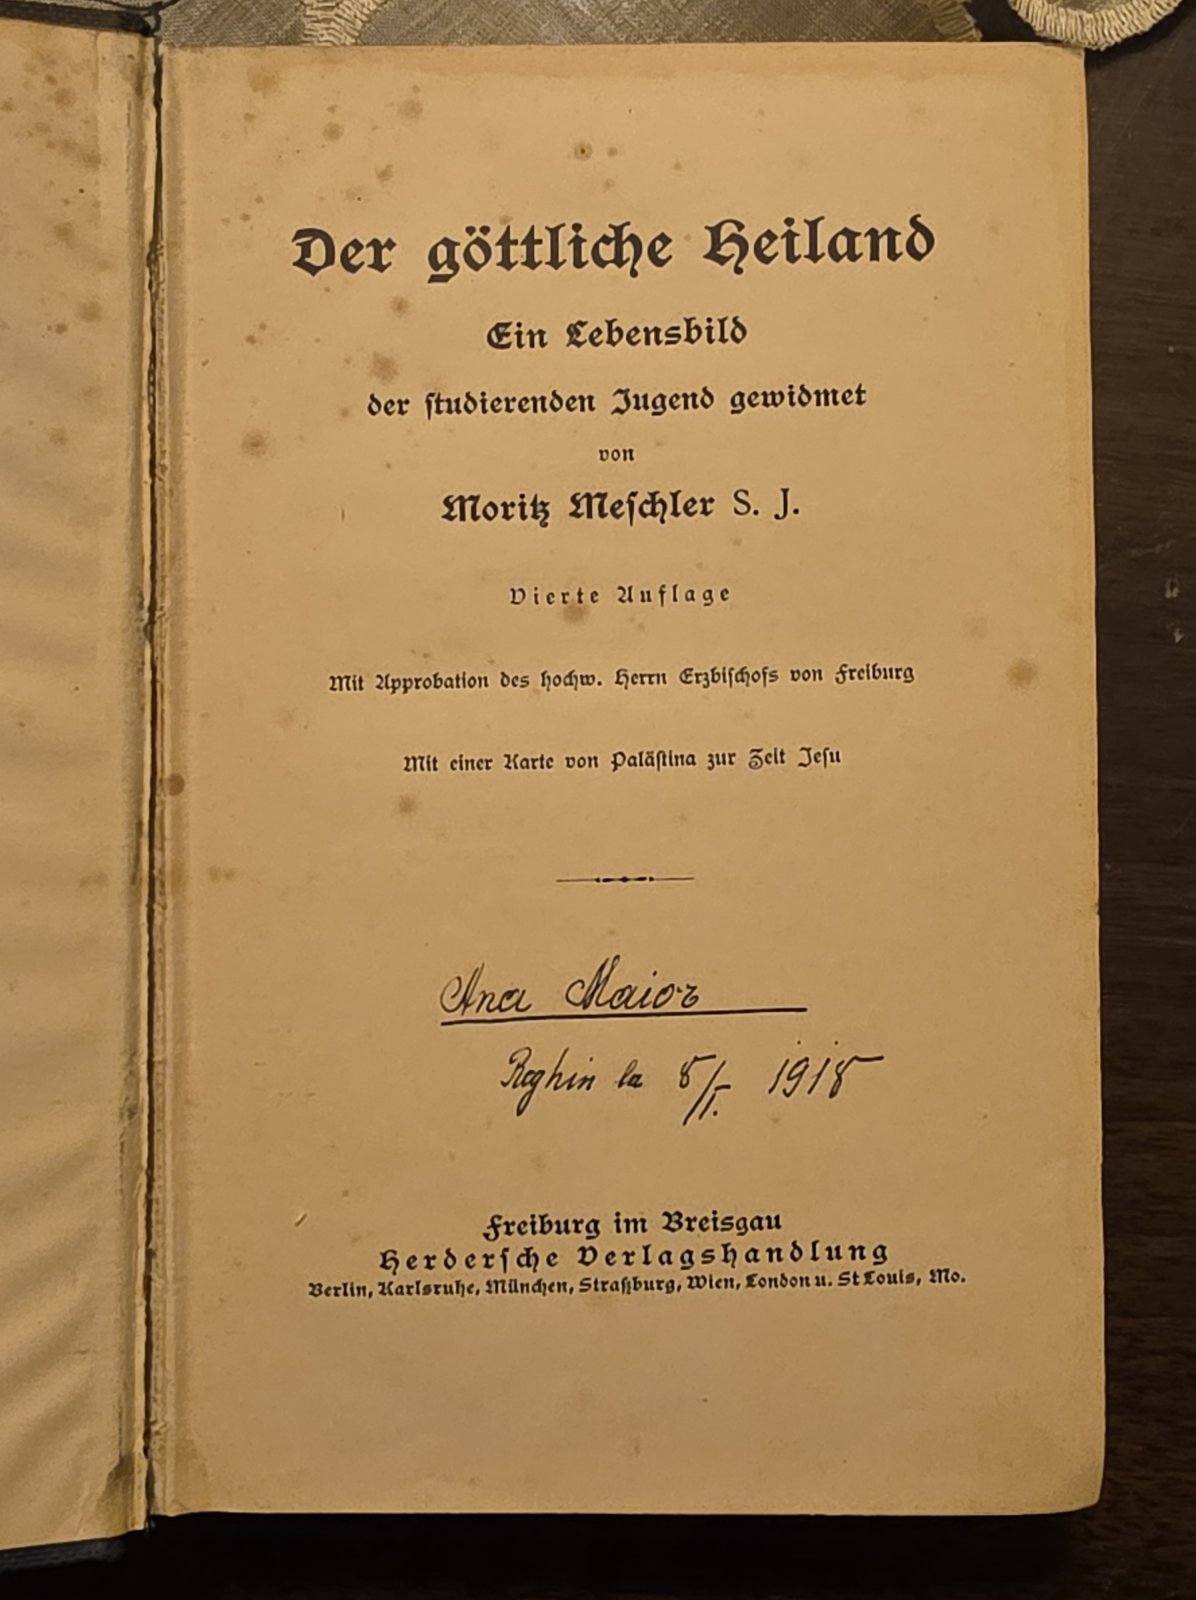 Der göttliche Heiland
Ein Lebensbild
der ſtudierenden Jugend gewidmet
von
Moritz Meſchler S. J.
Vierte Auflage
Mit Approbation des hochw. Herrn Erzbiſchofs von Freiburg
Mit einer Karte von Paläſtina zur Zeit Jeſu
Ana Maior
Reghin la 8/I. 1918
Freiburg im Breisgau
Herderſche Verlagshandlung
Berlin, Karlsruhe, München, Straßburg, Wien, London u. St Louis, Mo.